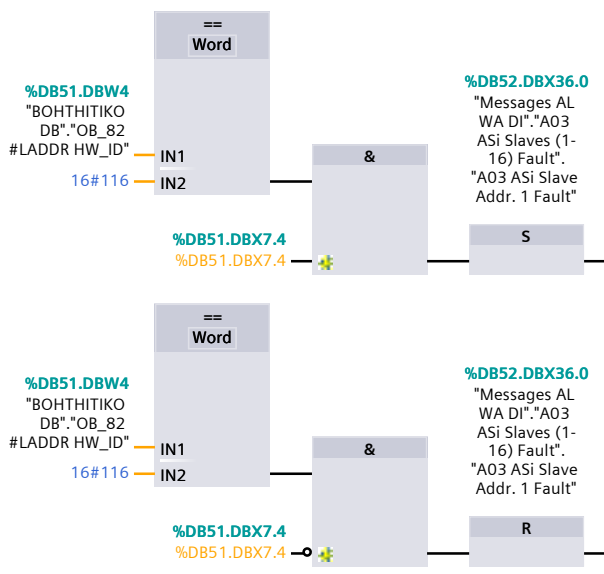 ==
Word
%DB51.DBW4
"BOHTHITIKO
DB"."OB_82
#LADDR HW_ID"
IN1
16#116
IN2
&
%DB51.DBX7.4
%DB51.DBX7.4
%DB52.DBX36.0
"Messages AL
WA DI"."A03
ASi Slaves (1-
16) Fault".
"A03 ASi Slave
Addr. 1 Fault"
S
==
Word
%DB51.DBW4
"BOHTHITIKO
DB"."OB_82
#LADDR HW_ID"
IN1
16#116
IN2
&
%DB51.DBX7.4
%DB51.DBX7.4
%DB52.DBX36.0
"Messages AL
WA DI"."A03
ASi Slaves (1-
16) Fault".
"A03 ASi Slave
Addr. 1 Fault"
R